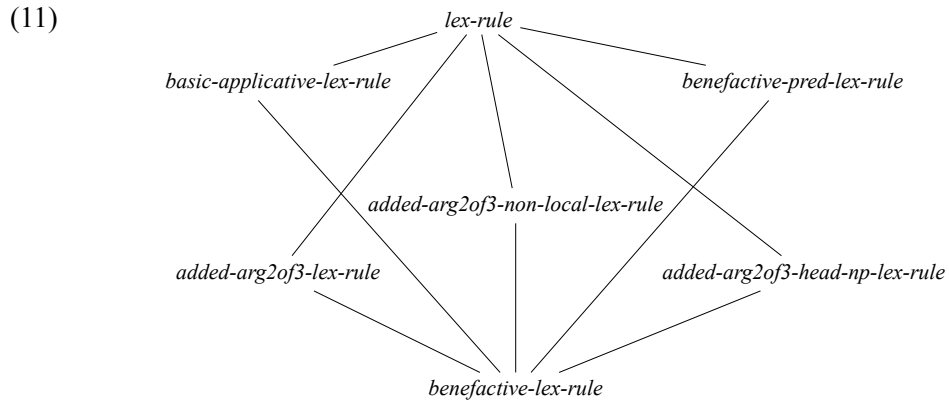 (11)
lex-rule
basic-applicative-lex-rule
benefactive-pred-lex-rule
added-arg2of3-non-local-lex-rule
added-arg2of3-lex-rule
added-arg2of3-head-np-lex-rule
benefactive-lex-rule